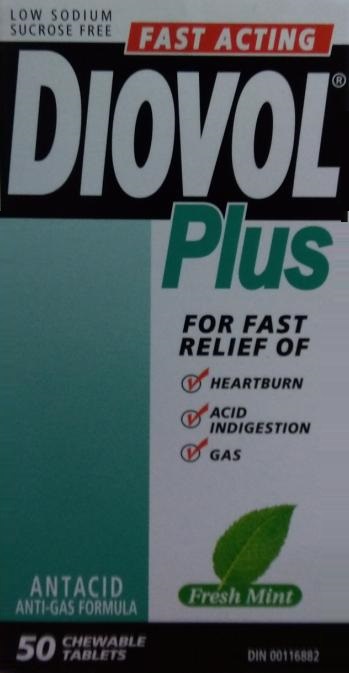 LOW SODIUM
SUCROSE FREE
FAST ACTING
DIOVOL®
Plus
FOR FAST
RELIEF OF
HEARTBURN
ACID
INDIGESTION
GAS
Fresh Mint
ANTACID
ANTI-GAS FORMULA
50 CHEWABLE
TABLETS
DIN 00116882